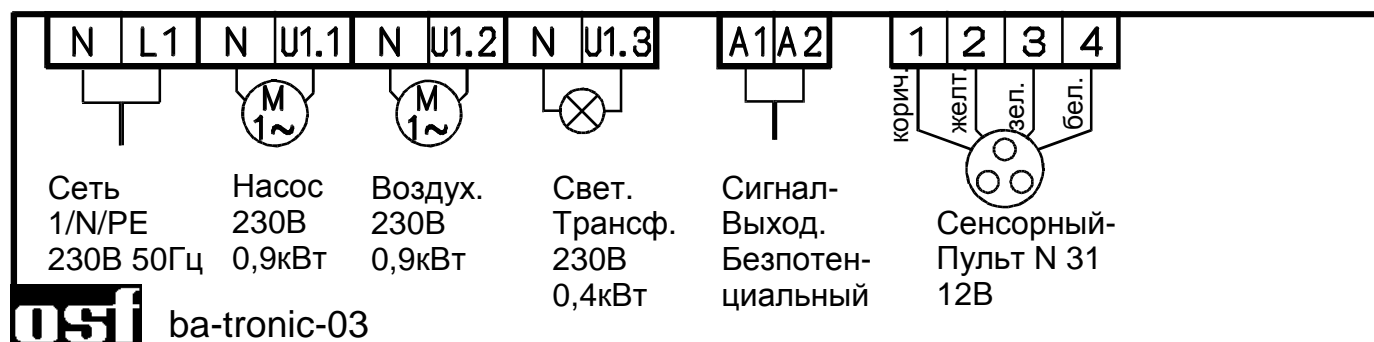 N L1 N U1.1 N U1.2 N U1.3 A1 A2 1 2 3 4
корич. желт. зел. бел.
M 1~
M 1~
Сеть
1/N/PE
230В 50Гц
Насос
230В
0,9кВт
Воздух.
230В
0,9кВт
Свет.
Трансф.
230В
0,4кВт
Сигнал-
Выход.
Безпотен-
циальный
Сенсорный-
Пульт N 31
12В
osf ba-tronic-03